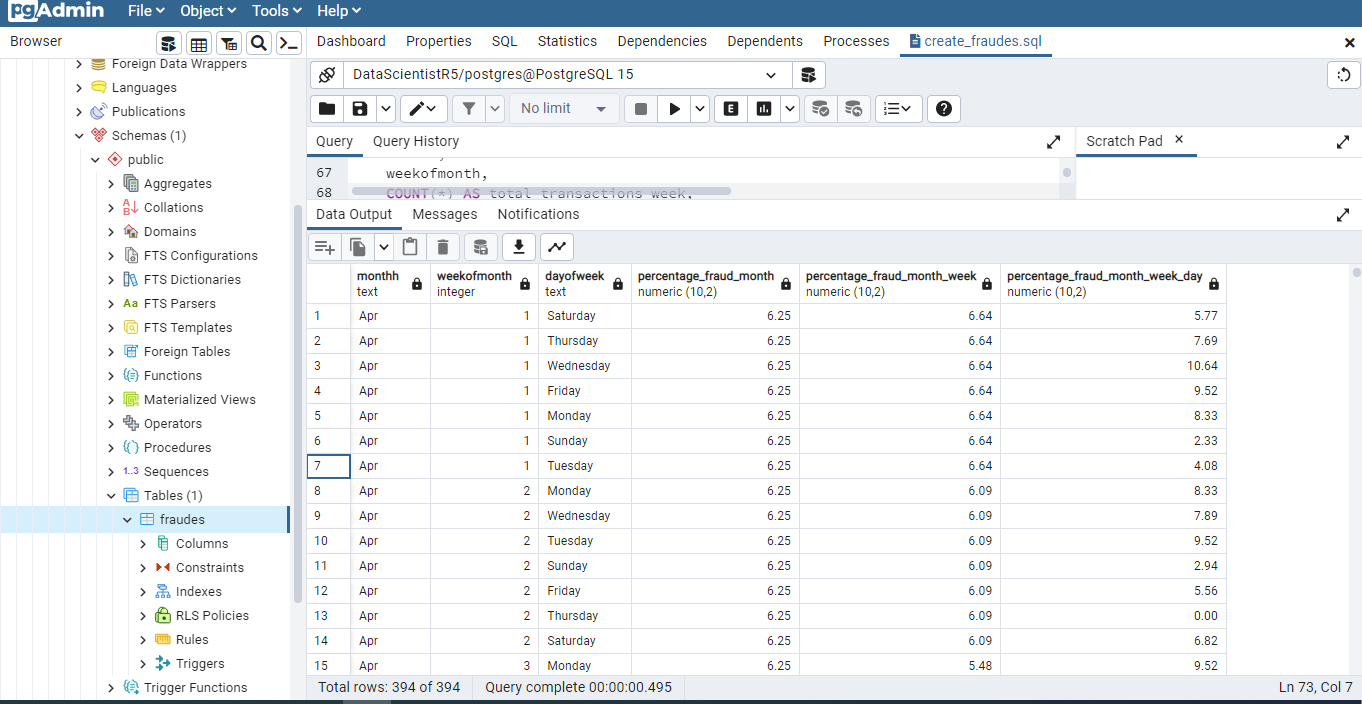 pgAdmin File Object Tools Help
Browser
Dashboard Properties SQL Statistics Dependencies Dependents Processes create_fraudes.sql
Foreign Data Wrappers
Languages
Publications
Schemas (1)
public
Aggregates
Collations
Domains
FTS Configurations
FTS Dictionaries
Aa FTS Parsers
FTS Templates
Foreign Tables
Functions
Materialized Views
Operators
Procedures
1..3 Sequences
Tables (1)
fraudes
Columns
Constraints
Indexes
RLS Policies
Rules
Triggers
Trigger Functions
DataScientistR5/postgres@PostgreSQL 15
No limit
E
Query Query History
Scratch Pad
67 weekofmonth,
68 COUNT(*) AS total_transactions_week,
Data Output Messages Notifications
monthh weekofmonth dayofweek percentage_fraud_month percentage_fraud_month_week percentage_fraud_month_week_day
text integer text numeric (10,2) numeric (10,2) numeric (10,2)
1 Apr 1 Saturday 6.25 6.64 5.77
2 Apr 1 Thursday 6.25 6.64 7.69
3 Apr 1 Wednesday 6.25 6.64 10.64
4 Apr 1 Friday 6.25 6.64 9.52
5 Apr 1 Monday 6.25 6.64 8.33
6 Apr 1 Sunday 6.25 6.64 2.33
7 Apr 1 Tuesday 6.25 6.64 4.08
8 Apr 2 Monday 6.25 6.09 8.33
9 Apr 2 Wednesday 6.25 6.09 7.89
10 Apr 2 Tuesday 6.25 6.09 9.52
11 Apr 2 Sunday 6.25 6.09 2.94
12 Apr 2 Friday 6.25 6.09 5.56
13 Apr 2 Thursday 6.25 6.09 0.00
14 Apr 2 Saturday 6.25 6.09 6.82
15 Apr 3 Monday 6.25 5.48 9.52
Total rows: 394 of 394 Query complete 00:00:00.495 Ln 73, Col 7